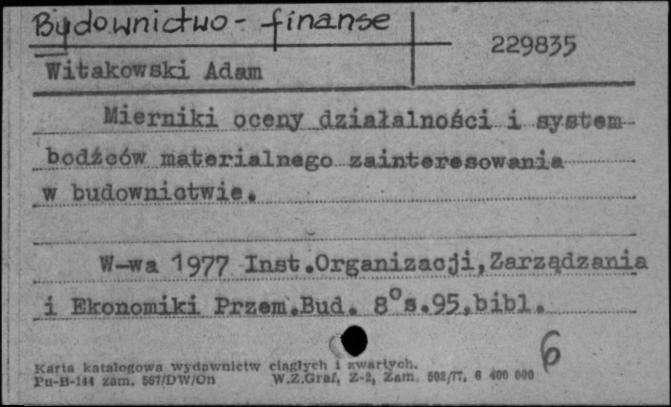 Budownictwo - finanse
229835
Witakowski Adam
Mierniki oceny działalności i system
bodźców materialnego zainteresowania
w budownictwie.
W-wa 1977 Inst.Organizacji,Zarządzania
i Ekonomiki Przem.Bud. 8° s.95,bibl.
6
Karta katalogowa wydawnictw ciągłych i zwartych.
Pu-B-144 zam. 567/DW/On W.Z.Graf, Z-2, Zam. 502/77. 6 400 000